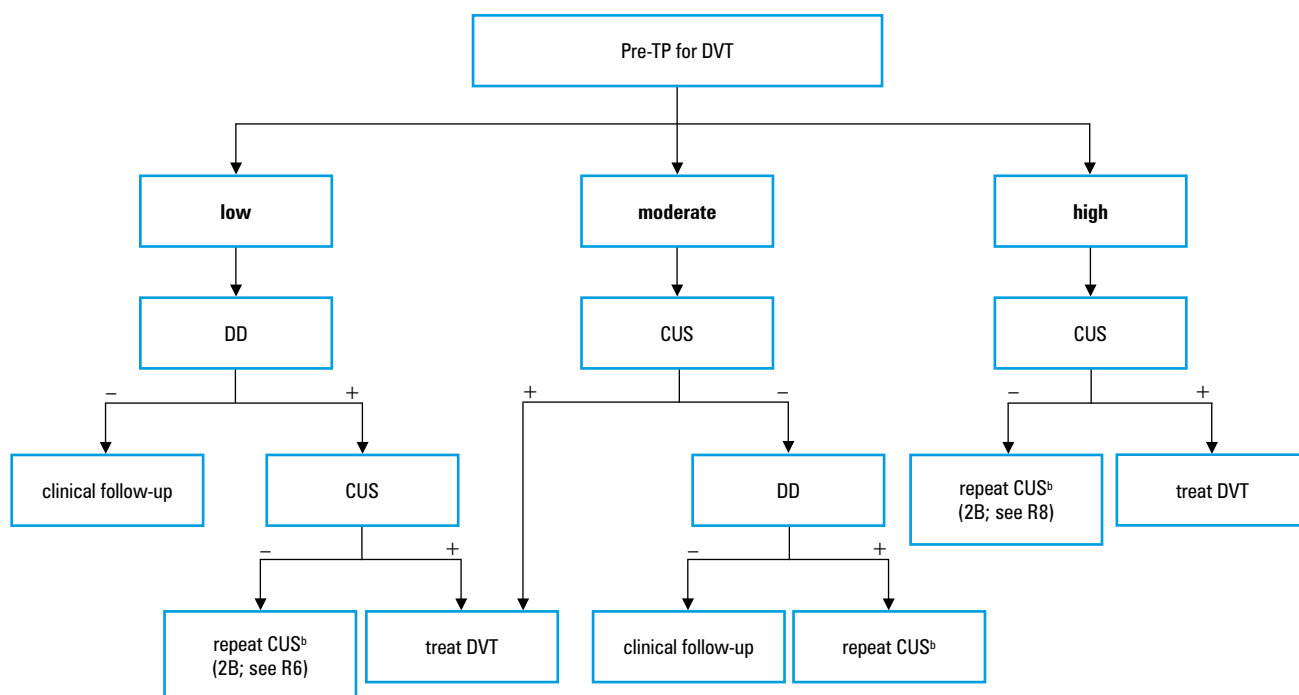 Pre-TP for DVT
low
moderate
high
DD
CUS
CUS
− +
+ −
− +
clinical follow-up
CUS
DD
repeat CUSᵇ
(2B; see R8)
treat DVT
− +
− +
repeat CUSᵇ
(2B; see R6)
treat DVT
clinical follow-up
repeat CUSᵇ